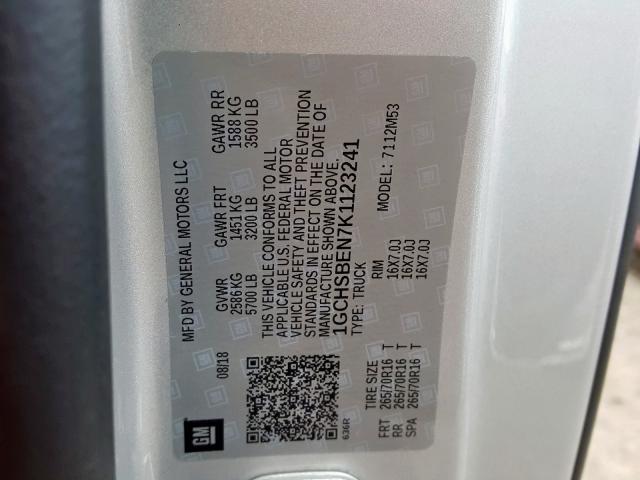 MFD BY GENERAL MOTORS LLC
GM
08/18
GVWR GAWR FRT GAWR RR
2586 KG 1451 KG 1588 KG
5700 LB 3200 LB 3500 LB
THIS VEHICLE CONFORMS TO ALL
APPLICABLE U.S. FEDERAL MOTOR
VEHICLE SAFETY AND THEFT PREVENTION
STANDARDS IN EFFECT ON THE DATE OF
MANUFACTURE SHOWN ABOVE.
1GCHSBEN7K1123241
636R
TYPE: TRUCK MODEL: 7112M53
TIRE SIZE RIM
FRT 265/70R16 T 16X7.0J
RR 265/70R16 T 16X7.0J
SPA 265/70R16 T 16X7.0J